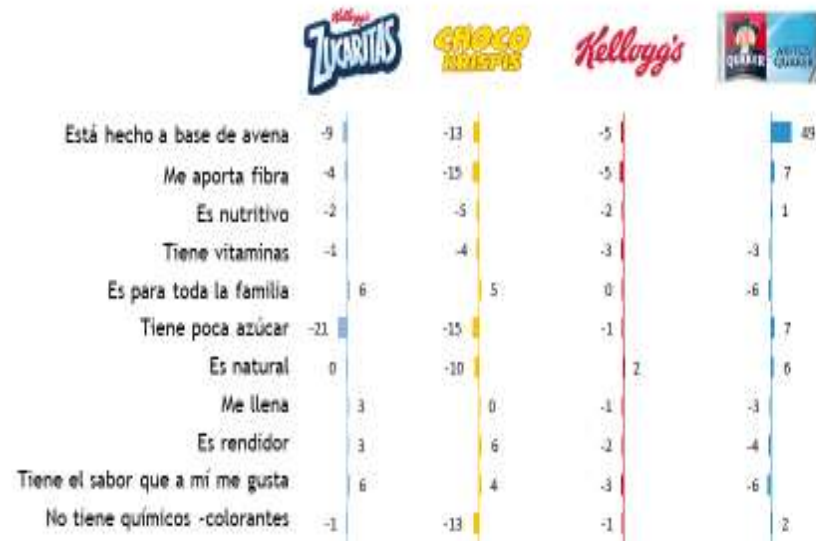 Kellogg's
ZUCARITAS
CHOCO
KRISPIS
Kellogg's
QUAKER
Está hecho a base de avena -9 -13 -5 49
Me aporta fibra -4 -15 -5 7
Es nutritivo -2 -5 -2 1
Tiene vitaminas -1 -4 -3 -3
Es para toda la familia 6 5 0 -6
Tiene poca azúcar -21 -15 -1 7
Es natural 0 -10 2 6
Me llena 3 0 -1 -3
Es rendidor 3 6 -2 -4
Tiene el sabor que a mí me gusta 6 4 -3 -6
No tiene químicos -colorantes -1 -13 -1 2